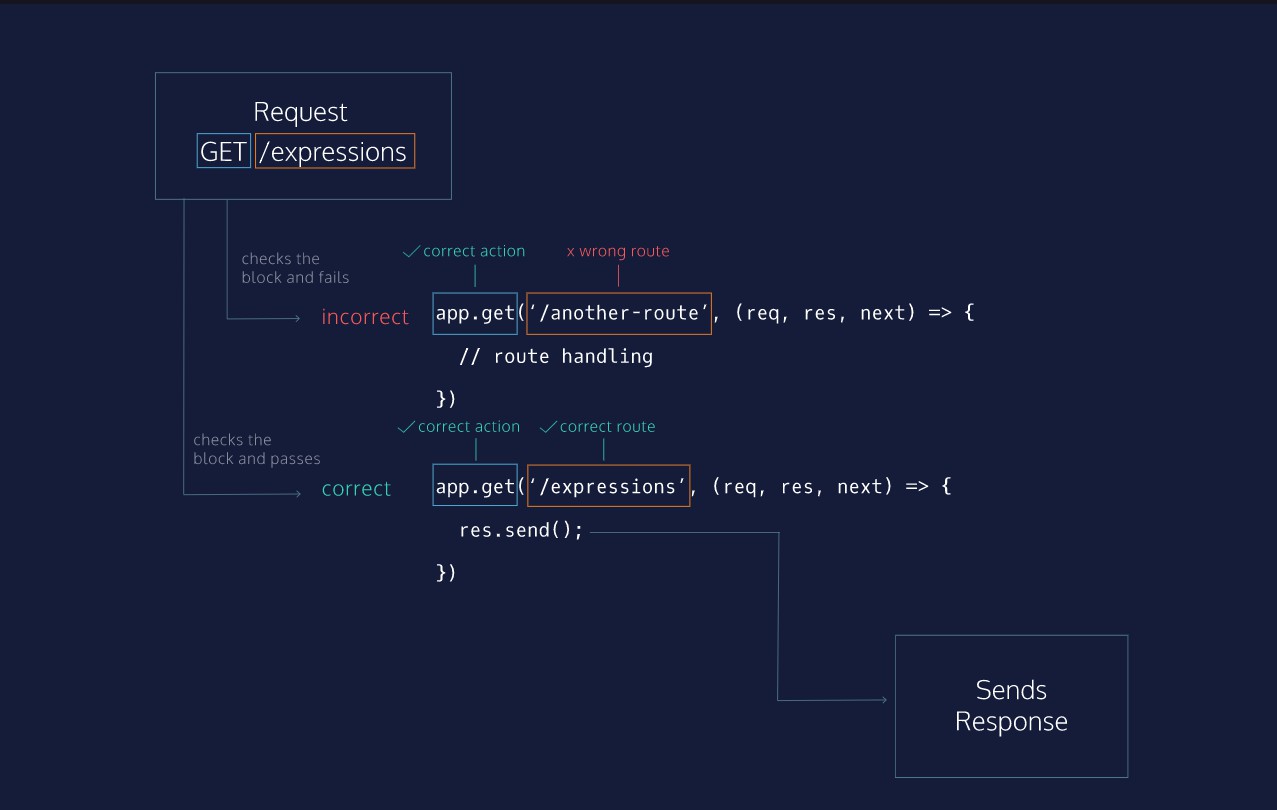 Request
GET /expressions
checks the
block and fails
✓ correct action
x wrong route
incorrect
app.get(‘/another-route’, (req, res, next) => {
// route handling
})
✓ correct action
✓ correct route
checks the
block and passes
correct
app.get(‘/expressions’, (req, res, next) => {
res.send();
})
Sends
Response